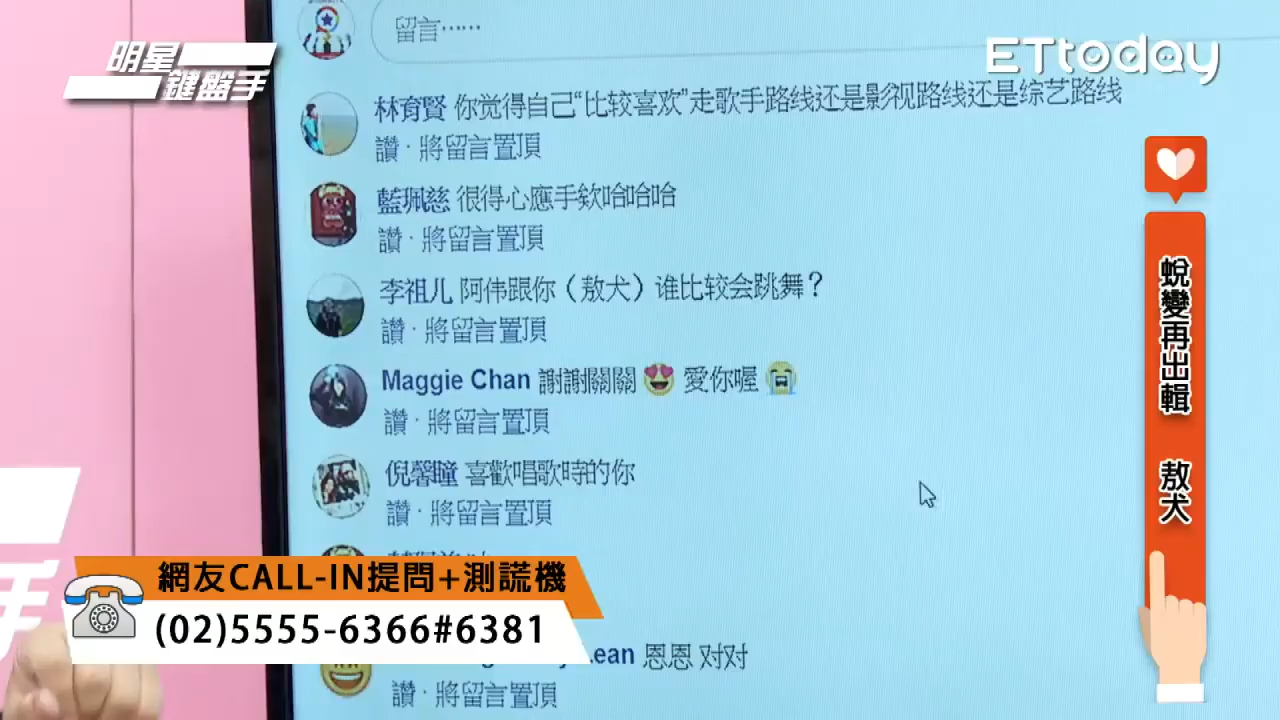 明星
鍵盤手
ETtoday
留言……
林育賢 你觉得自己“比较喜欢”走歌手路线还是影视路线还是综艺路线
讚 · 將留言置頂
藍珮慈 很得心應手欸哈哈哈
讚 · 將留言置頂
李祖儿 阿伟跟你（敖犬）谁比较会跳舞？
讚 · 將留言置頂
Maggie Chan 謝謝關關😍 愛你喔😭
讚 · 將留言置頂
倪馨瞳 喜歡唱歌時的你
讚 · 將留言置頂
Lean 恩恩 对对
讚 · 將留言置頂
網友CALL-IN提問+測謊機
(02)5555-6366#6381
蛻變再出輯 敖犬